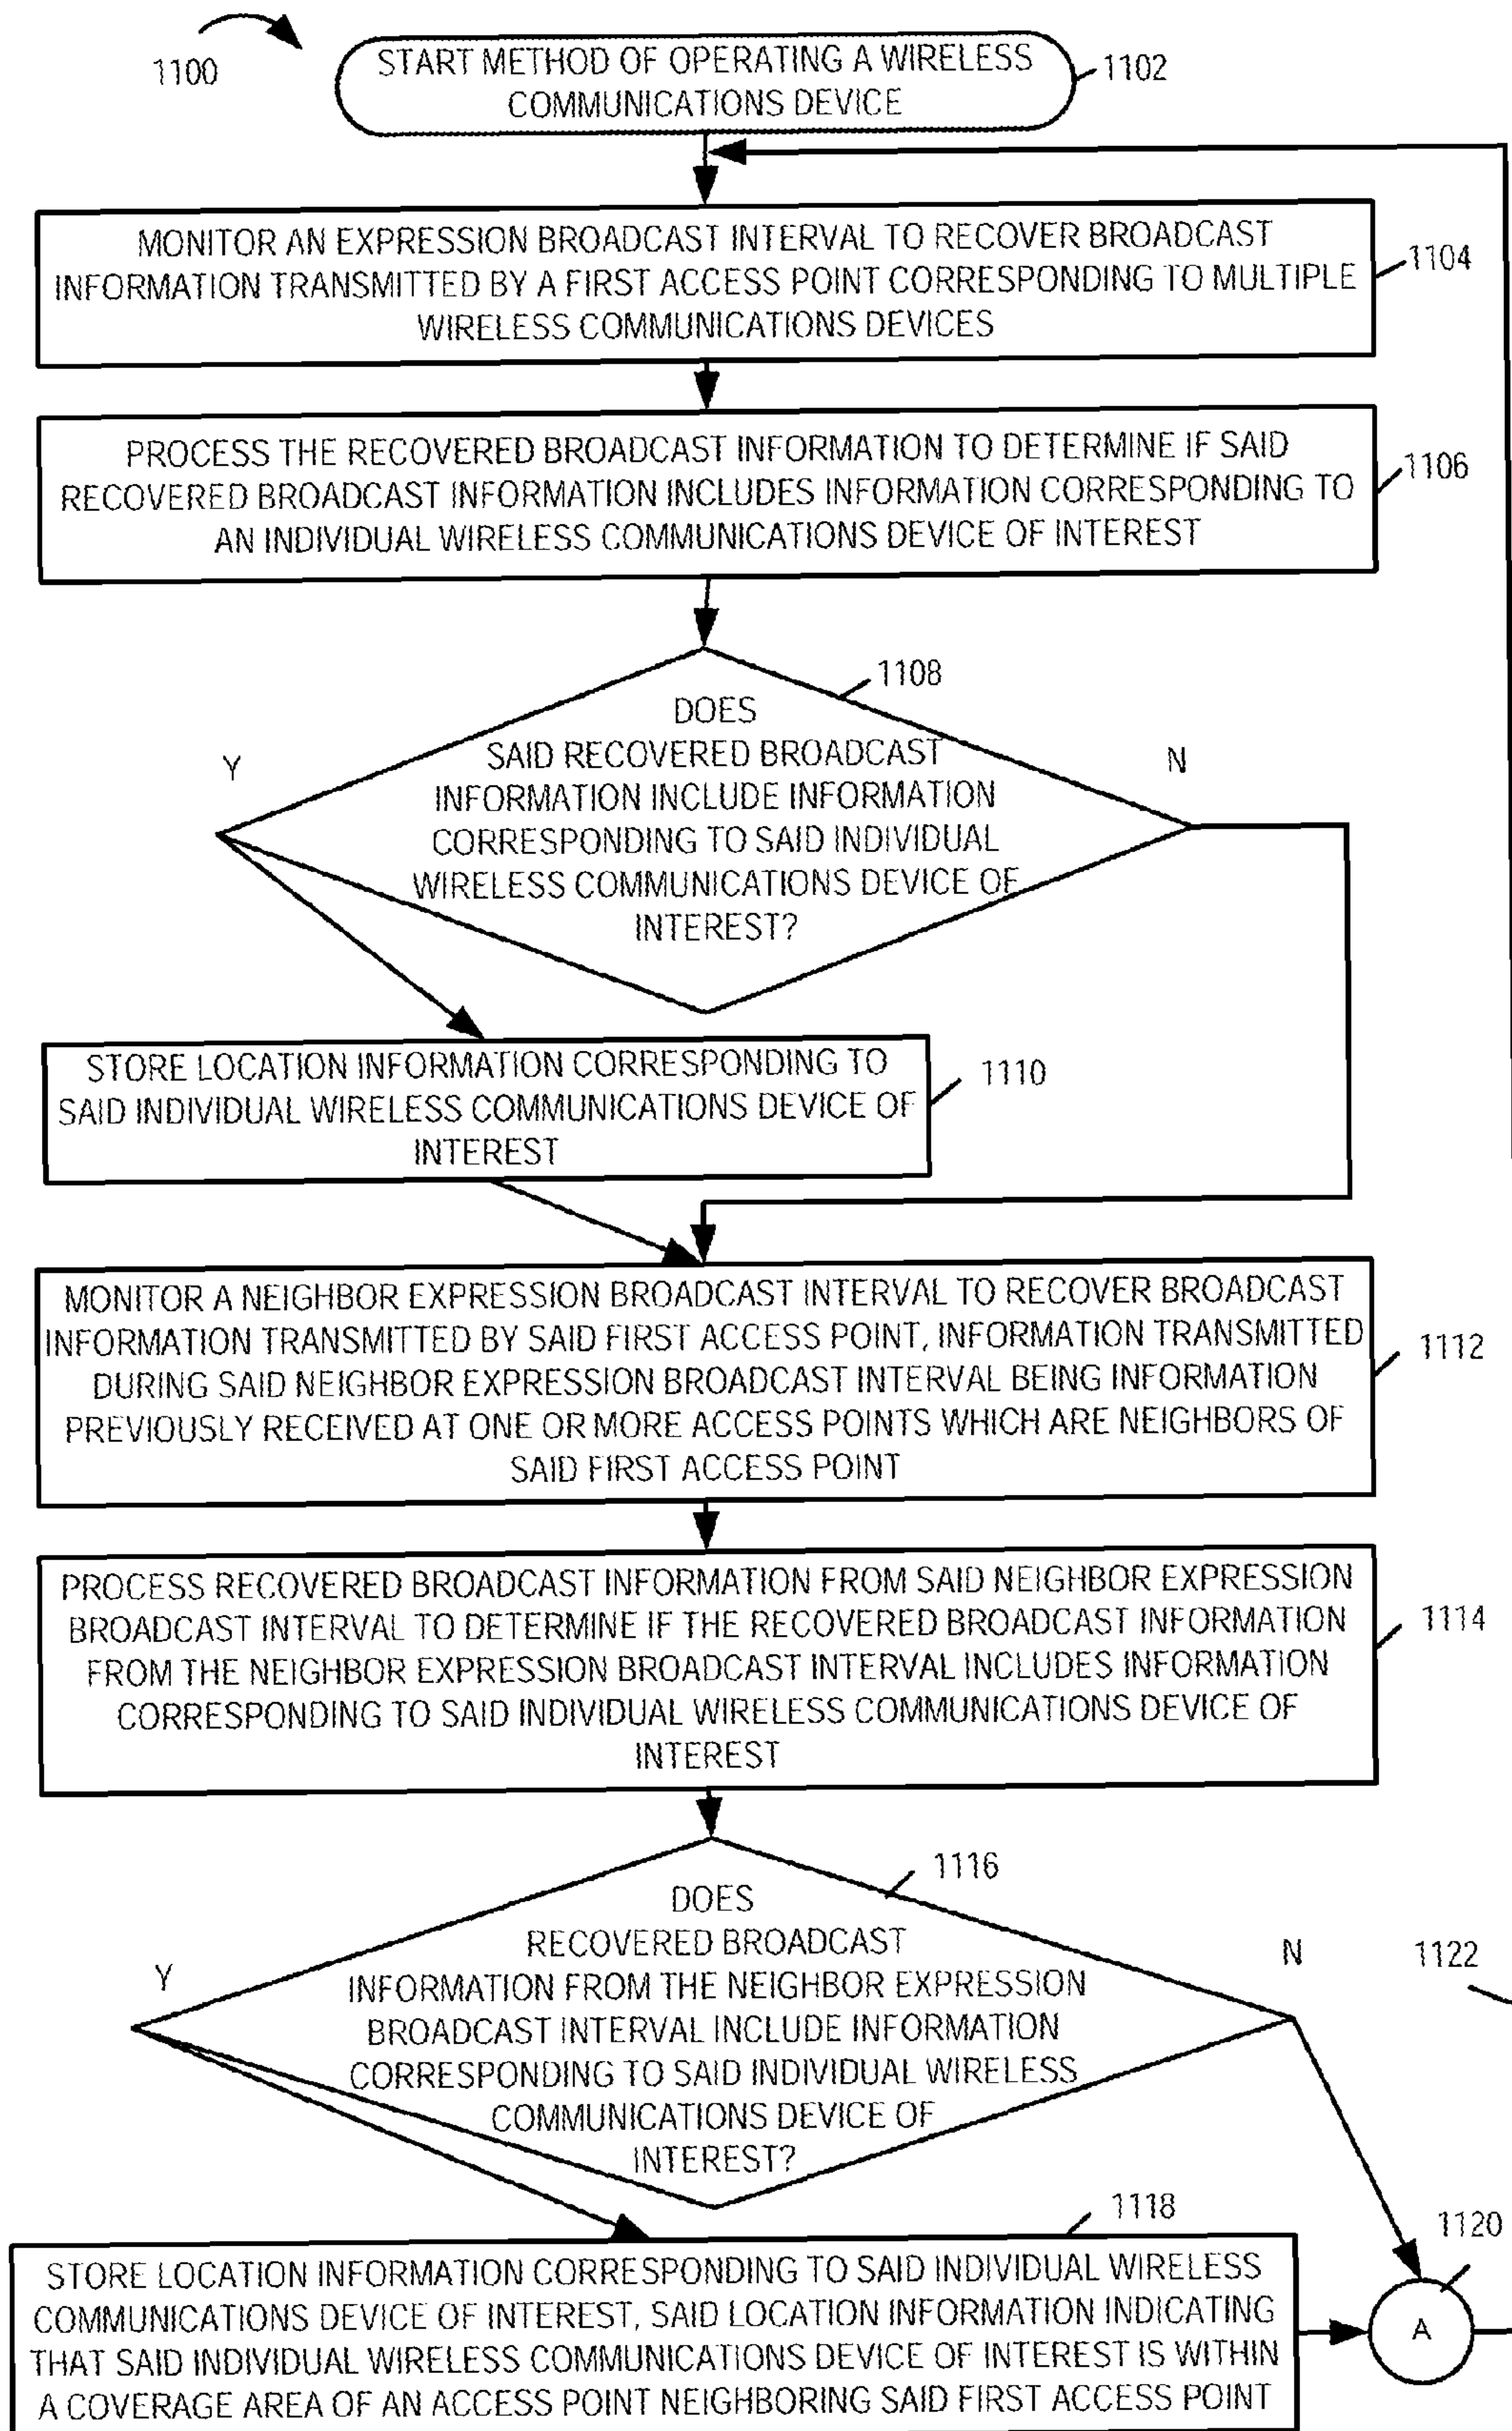 1100
START METHOD OF OPERATING A WIRELESS
COMMUNICATIONS DEVICE
1102
MONITOR AN EXPRESSION BROADCAST INTERVAL TO RECOVER BROADCAST
INFORMATION TRANSMITTED BY A FIRST ACCESS POINT CORRESPONDING TO MULTIPLE
WIRELESS COMMUNICATIONS DEVICES
1104
PROCESS THE RECOVERED BROADCAST INFORMATION TO DETERMINE IF SAID
RECOVERED BROADCAST INFORMATION INCLUDES INFORMATION CORRESPONDING TO
AN INDIVIDUAL WIRELESS COMMUNICATIONS DEVICE OF INTEREST
1106
1108
DOES
SAID RECOVERED BROADCAST
INFORMATION INCLUDE INFORMATION
CORRESPONDING TO SAID INDIVIDUAL
WIRELESS COMMUNICATIONS DEVICE OF
INTEREST?
Y
N
STORE LOCATION INFORMATION CORRESPONDING TO
SAID INDIVIDUAL WIRELESS COMMUNICATIONS DEVICE OF
INTEREST
1110
MONITOR A NEIGHBOR EXPRESSION BROADCAST INTERVAL TO RECOVER BROADCAST
INFORMATION TRANSMITTED BY SAID FIRST ACCESS POINT, INFORMATION TRANSMITTED
DURING SAID NEIGHBOR EXPRESSION BROADCAST INTERVAL BEING INFORMATION
PREVIOUSLY RECEIVED AT ONE OR MORE ACCESS POINTS WHICH ARE NEIGHBORS OF
SAID FIRST ACCESS POINT
1112
PROCESS RECOVERED BROADCAST INFORMATION FROM SAID NEIGHBOR EXPRESSION
BROADCAST INTERVAL TO DETERMINE IF THE RECOVERED BROADCAST INFORMATION
FROM THE NEIGHBOR EXPRESSION BROADCAST INTERVAL INCLUDES INFORMATION
CORRESPONDING TO SAID INDIVIDUAL WIRELESS COMMUNICATIONS DEVICE OF
INTEREST
1114
1116
DOES
RECOVERED BROADCAST
INFORMATION FROM THE NEIGHBOR EXPRESSION
BROADCAST INTERVAL INCLUDE INFORMATION
CORRESPONDING TO SAID INDIVIDUAL WIRELESS
COMMUNICATIONS DEVICE OF
INTEREST?
Y
N
1122
1118
STORE LOCATION INFORMATION CORRESPONDING TO SAID INDIVIDUAL WIRELESS
COMMUNICATIONS DEVICE OF INTEREST, SAID LOCATION INFORMATION INDICATING
THAT SAID INDIVIDUAL WIRELESS COMMUNICATIONS DEVICE OF INTEREST IS WITHIN
A COVERAGE AREA OF AN ACCESS POINT NEIGHBORING SAID FIRST ACCESS POINT
1120
A